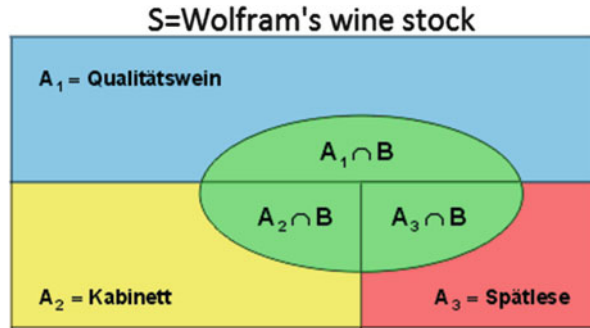 S=Wolfram's wine stock
A₁ = Qualitätswein
A₁ ∩ B
A₂ ∩ B A₃ ∩ B
A₂ = Kabinett A₃ = Spätlese